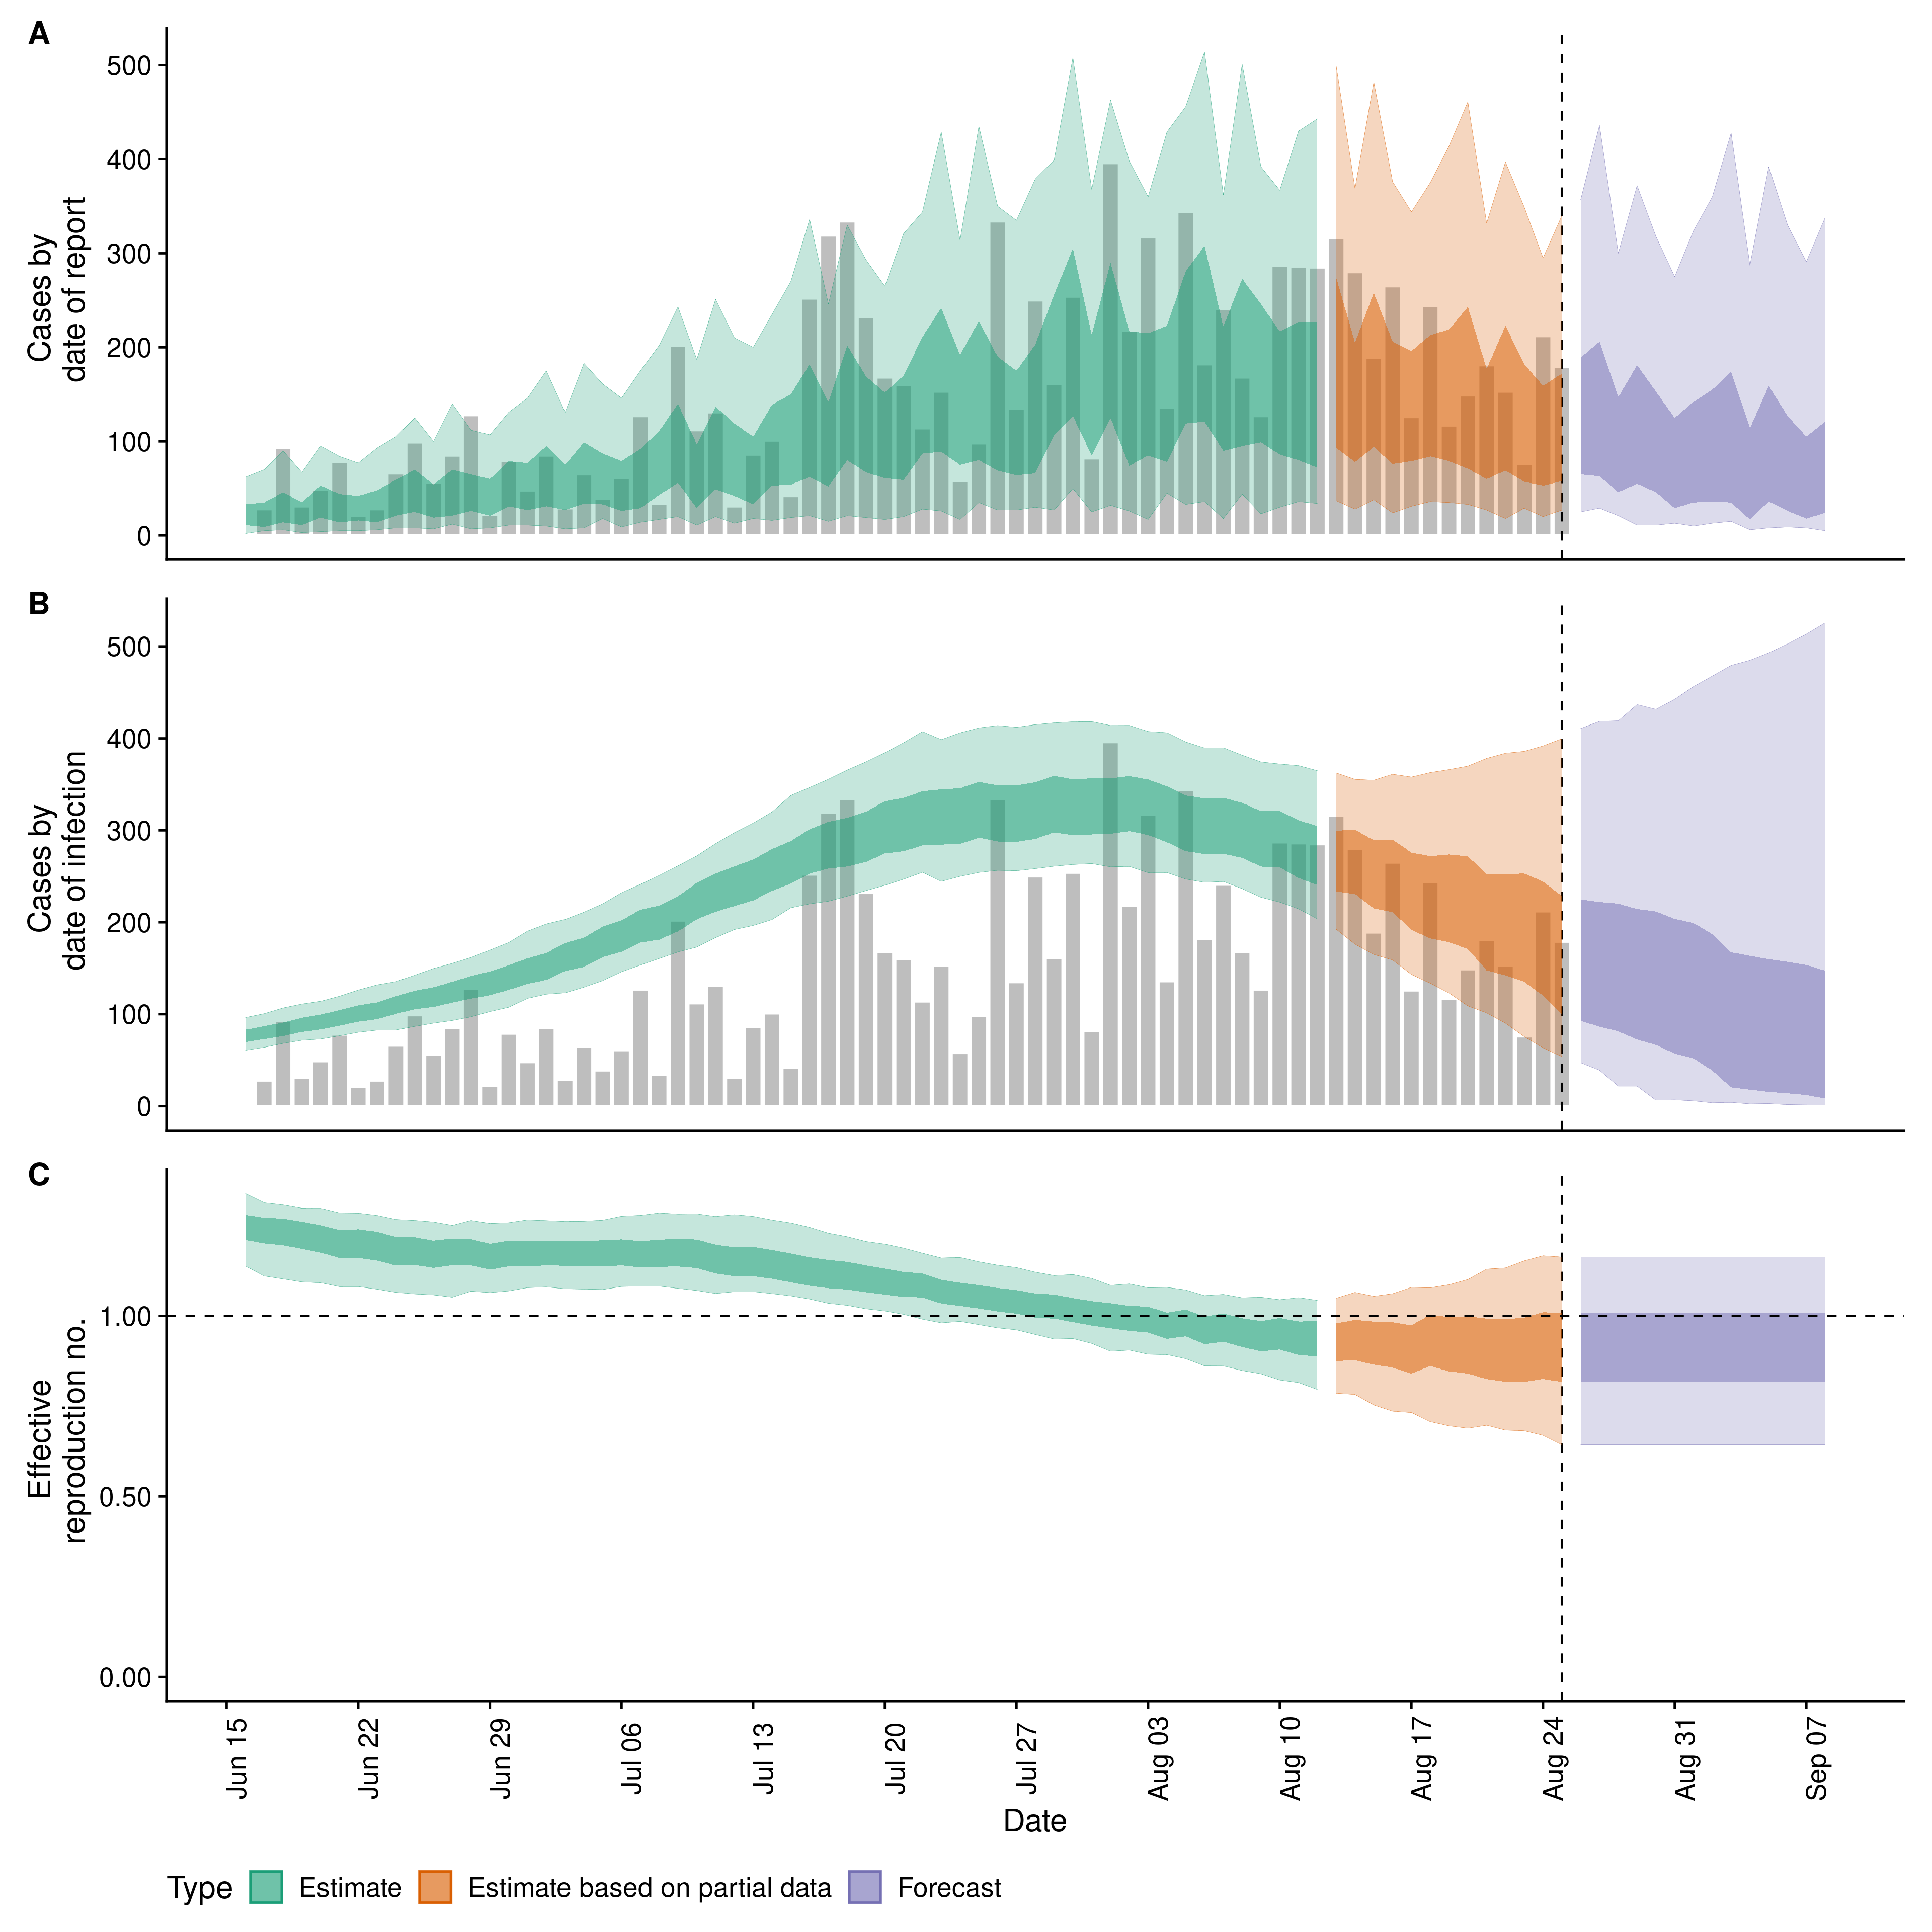 A
Cases by
date of report
500
400
300
200
100
0
B
Cases by
date of infection
500
400
300
200
100
0
C
Effective
reproduction no.
1.00
0.50
0.00
Jun 15
Jun 22
Jun 29
Jul 06
Jul 13
Jul 20
Jul 27
Aug 03
Aug 10
Aug 17
Aug 24
Aug 31
Sep 07
Date
Type Estimate Estimate based on partial data Forecast